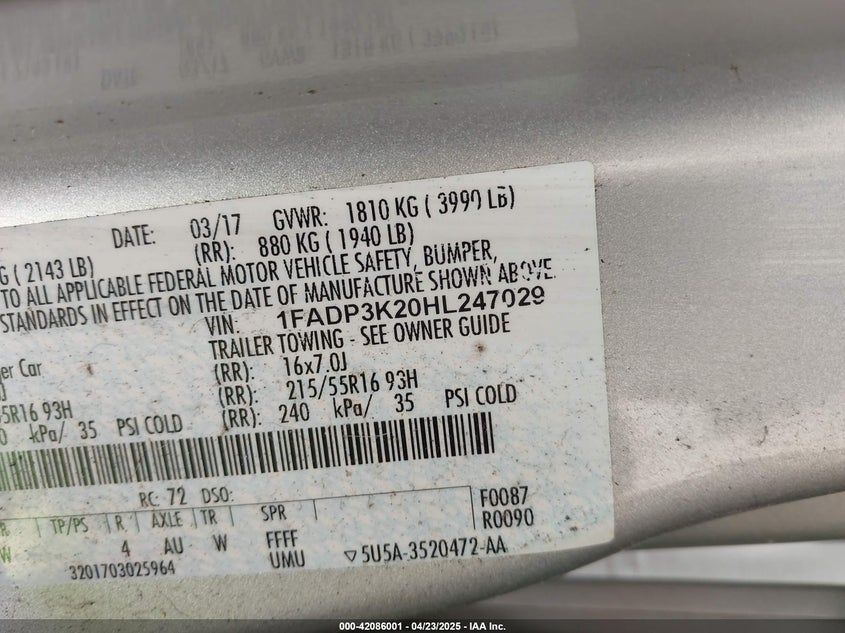 DATE: 03/17 GVWR: 1810 KG ( 3990 LB)
G ( 2143 LB) (RR): 880 KG ( 1940 LB)
TO ALL APPLICABLE FEDERAL MOTOR VEHICLE SAFETY, BUMPER,
STANDARDS IN EFFECT ON THE DATE OF MANUFACTURE SHOWN ABOVE.
VIN: 1FADP3K20HL247029
TRAILER TOWING - SEE OWNER GUIDE
er Car (RR): 16x7.0J
J (RR): 215/55R16 93H
5R16 93H (RR): 240 kPa/ 35 PSI COLD
0 kPa/ 35 PSI COLD
RC: 72 DSO:
R TP/PS R AXLE TR SPR F0087
W 4 AU W FFFF R0090
3201703025964 UMU ▽5U5A-3520472-AA
000-42086001 - 04/23/2025 - IAA Inc.